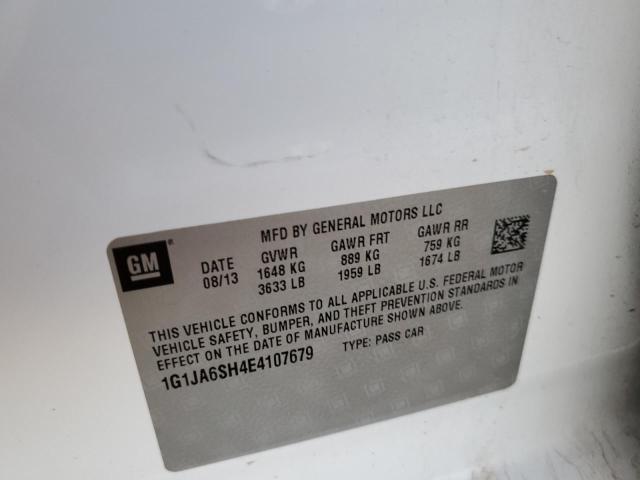 GM ®
MFD BY GENERAL MOTORS LLC
DATE GVWR GAWR FRT GAWR RR
08/13 1648 KG 889 KG 759 KG
3633 LB 1959 LB 1674 LB
THIS VEHICLE CONFORMS TO ALL APPLICABLE U.S. FEDERAL MOTOR
VEHICLE SAFETY, BUMPER, AND THEFT PREVENTION STANDARDS IN
EFFECT ON THE DATE OF MANUFACTURE SHOWN ABOVE.
1G1JA6SH4E4107679 TYPE: PASS CAR